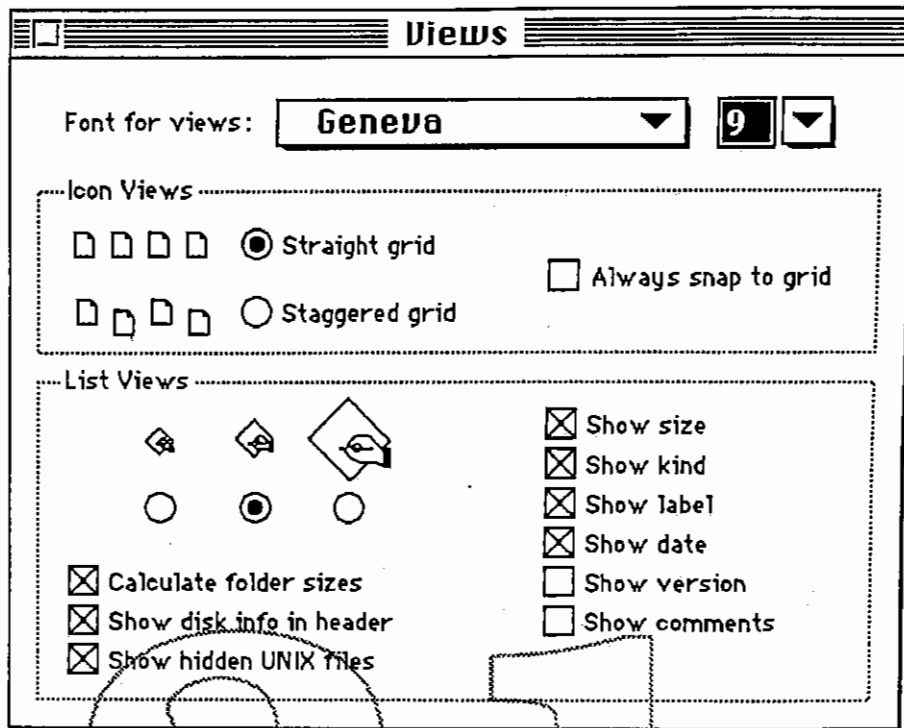 Views
Font for views: Geneva 9
Icon Views
Straight grid
Always snap to grid
Staggered grid
List Views
Show size
Show kind
Show label
Show date
Calculate folder sizes
Show version
Show disk info in header
Show comments
Show hidden UNIX files